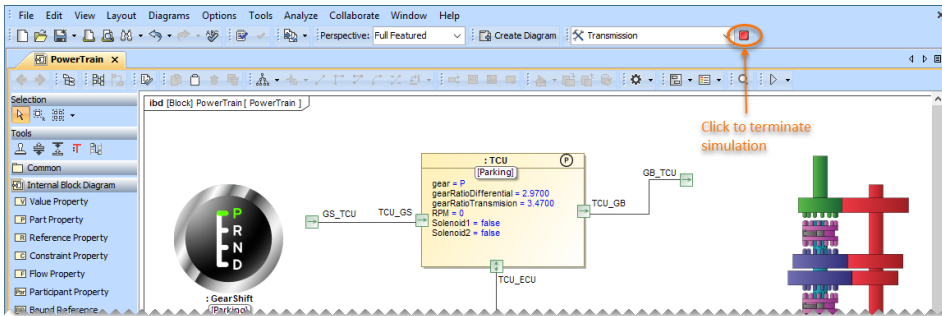 File Edit View Layout Diagrams Options Tools Analyze Collaborate Window Help
Perspective: Full Featured Create Diagram Transmission
PowerTrain
Selection
ibd [Block] PowerTrain [ PowerTrain ]
Click to terminate
simulation
Tools
Common
Internal Block Diagram
Value Property
Part Property
Reference Property
Constraint Property
Flow Property
Participant Property
Bound Reference
P
R
N
D
: GearShift
[Parking]
GS_TCU
TCU_GS
: TCU
P
[Parking]
gear = P
gearRatioDifferential = 2.9700
gearRatioTransmision = 3.4700
RPM = 0
Solenoid1 = false
Solenoid2 = false
TCU_GB
GB_TCU
TCU_ECU